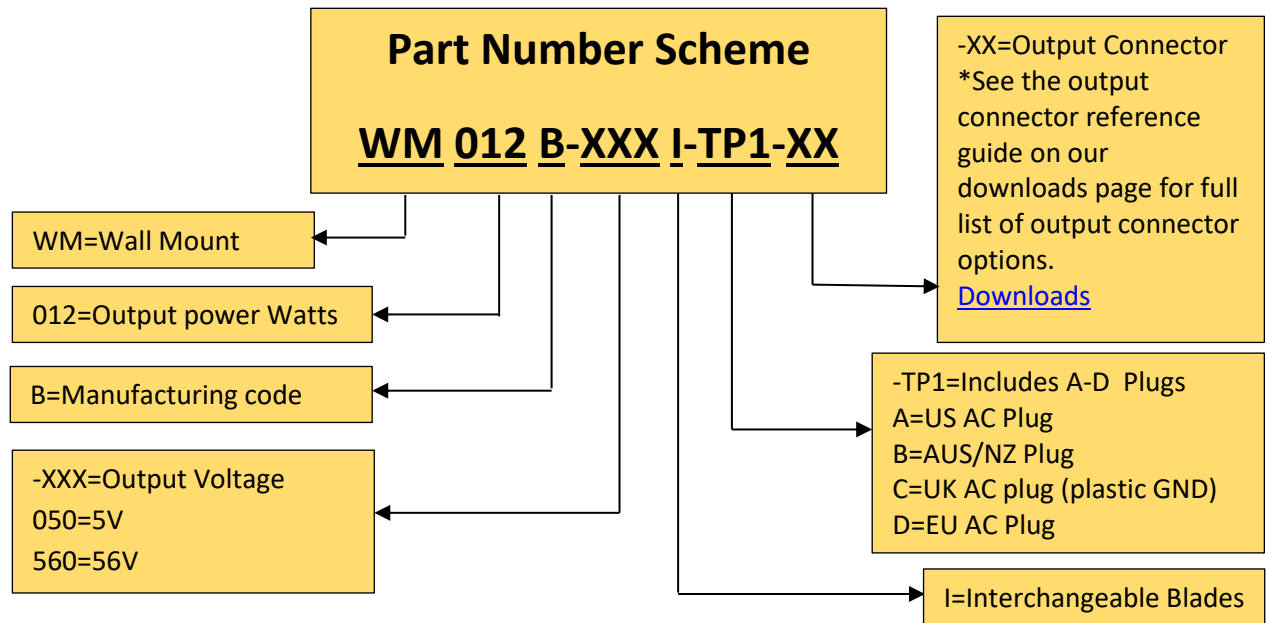 Part Number Scheme
WM 012 B-XXX I-TP1-XX
WM=Wall Mount
012=Output power Watts
B=Manufacturing code
-XXX=Output Voltage
050=5V
560=56V
-XX=Output Connector
*See the output
connector reference
guide on our
downloads page for full
list of output connector
options.
Downloads
-TP1=Includes A-D Plugs
A=US AC Plug
B=AUS/NZ Plug
C=UK AC plug (plastic GND)
D=EU AC Plug
I=Interchangeable Blades